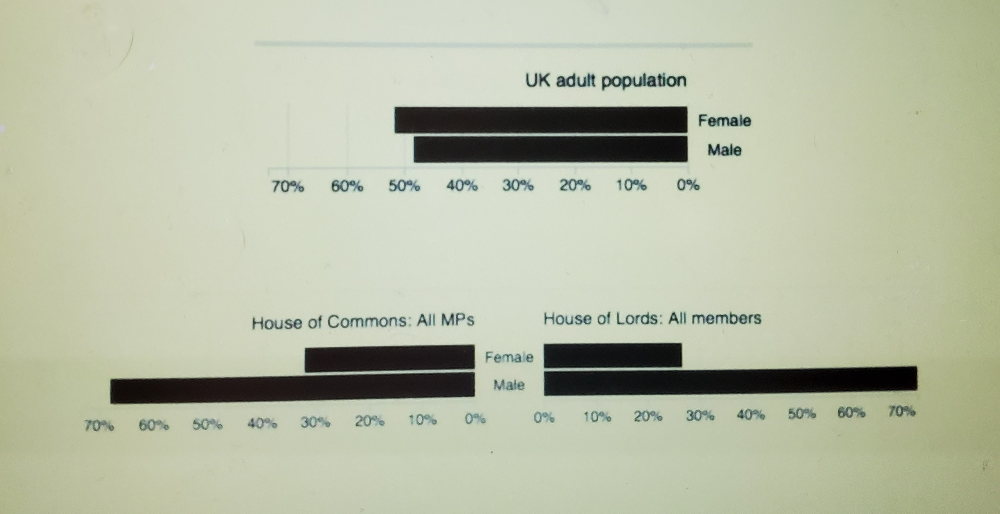 UK adult population
Female
Male
70% 60% 50% 40% 30% 20% 10% 0%
House of Commons: All MPs
House of Lords: All members
Female
Male
70% 60% 50% 40% 30% 20% 10% 0%
0% 10% 20% 30% 40% 50% 60% 70%